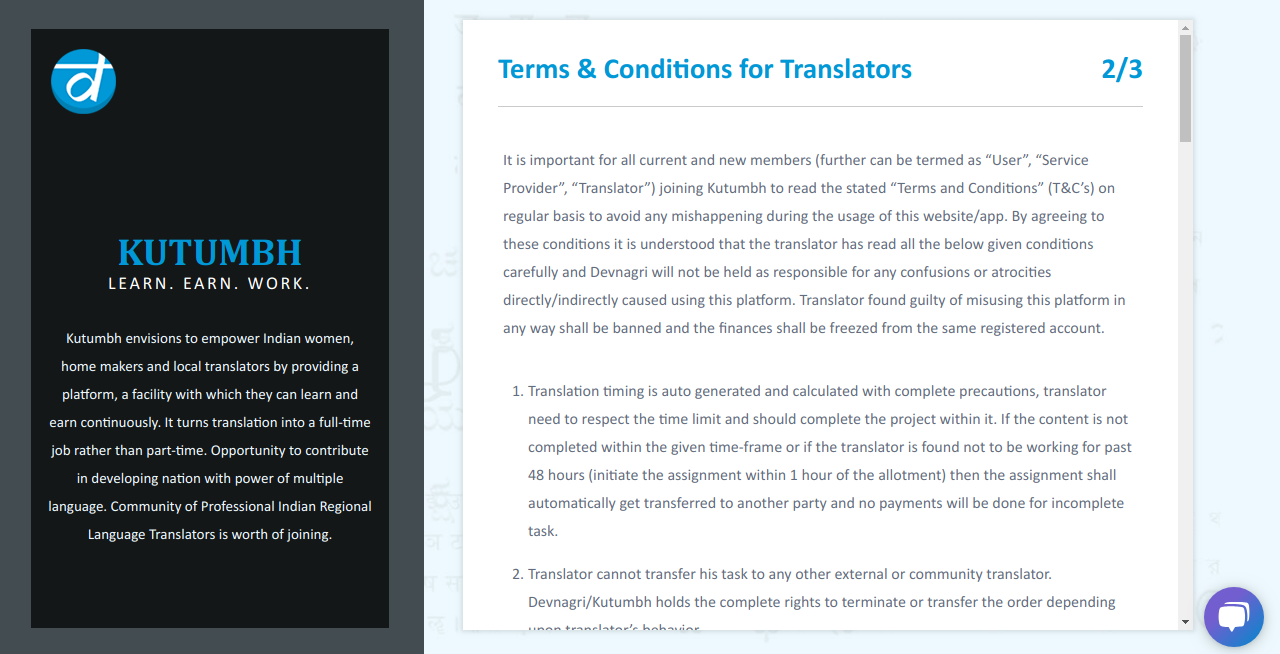 KUTUMBH
LEARN. EARN. WORK.
Kutumbh envisions to empower Indian women,
home makers and local translators by providing a
platform, a facility with which they can learn and
earn continuously. It turns translation into a full-time
job rather than part-time. Opportunity to contribute
in developing nation with power of multiple
language. Community of Professional Indian Regional
Language Translators is worth of joining.
Terms & Conditions for Translators 2/3
It is important for all current and new members (further can be termed as “User”, “Service
Provider”, “Translator”) joining Kutumbh to read the stated “Terms and Conditions” (T&C’s) on
regular basis to avoid any mishappening during the usage of this website/app. By agreeing to
these conditions it is understood that the translator has read all the below given conditions
carefully and Devnagri will not be held as responsible for any confusions or atrocities
directly/indirectly caused using this platform. Translator found guilty of misusing this platform in
any way shall be banned and the finances shall be freezed from the same registered account.
1. Translation timing is auto generated and calculated with complete precautions, translator
need to respect the time limit and should complete the project within it. If the content is not
completed within the given time-frame or if the translator is found not to be working for past
48 hours (initiate the assignment within 1 hour of the allotment) then the assignment shall
automatically get transferred to another party and no payments will be done for incomplete
task.
2. Translator cannot transfer his task to any other external or community translator.
Devnagri/Kutumbh holds the complete rights to terminate or transfer the order depending
upon translator’s behavior.